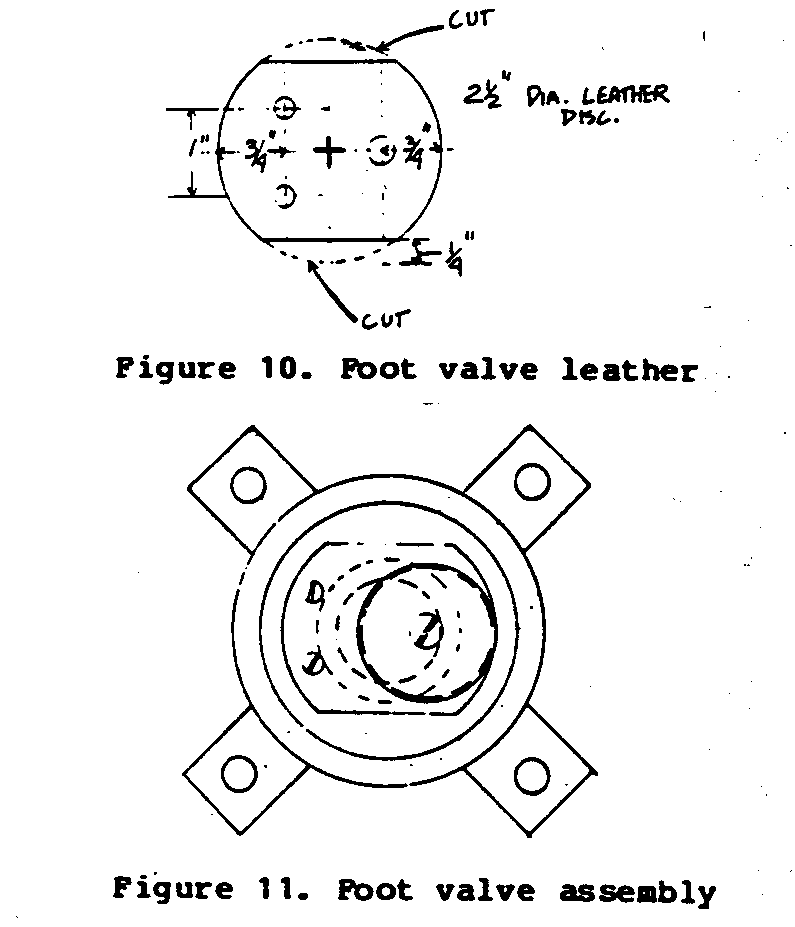 CUT
2½" DIA. LEATHER
DISC.
1"
¾"
¾"
¼"
CUT
Figure 10. Foot valve leather
Figure 11. Foot valve assembly